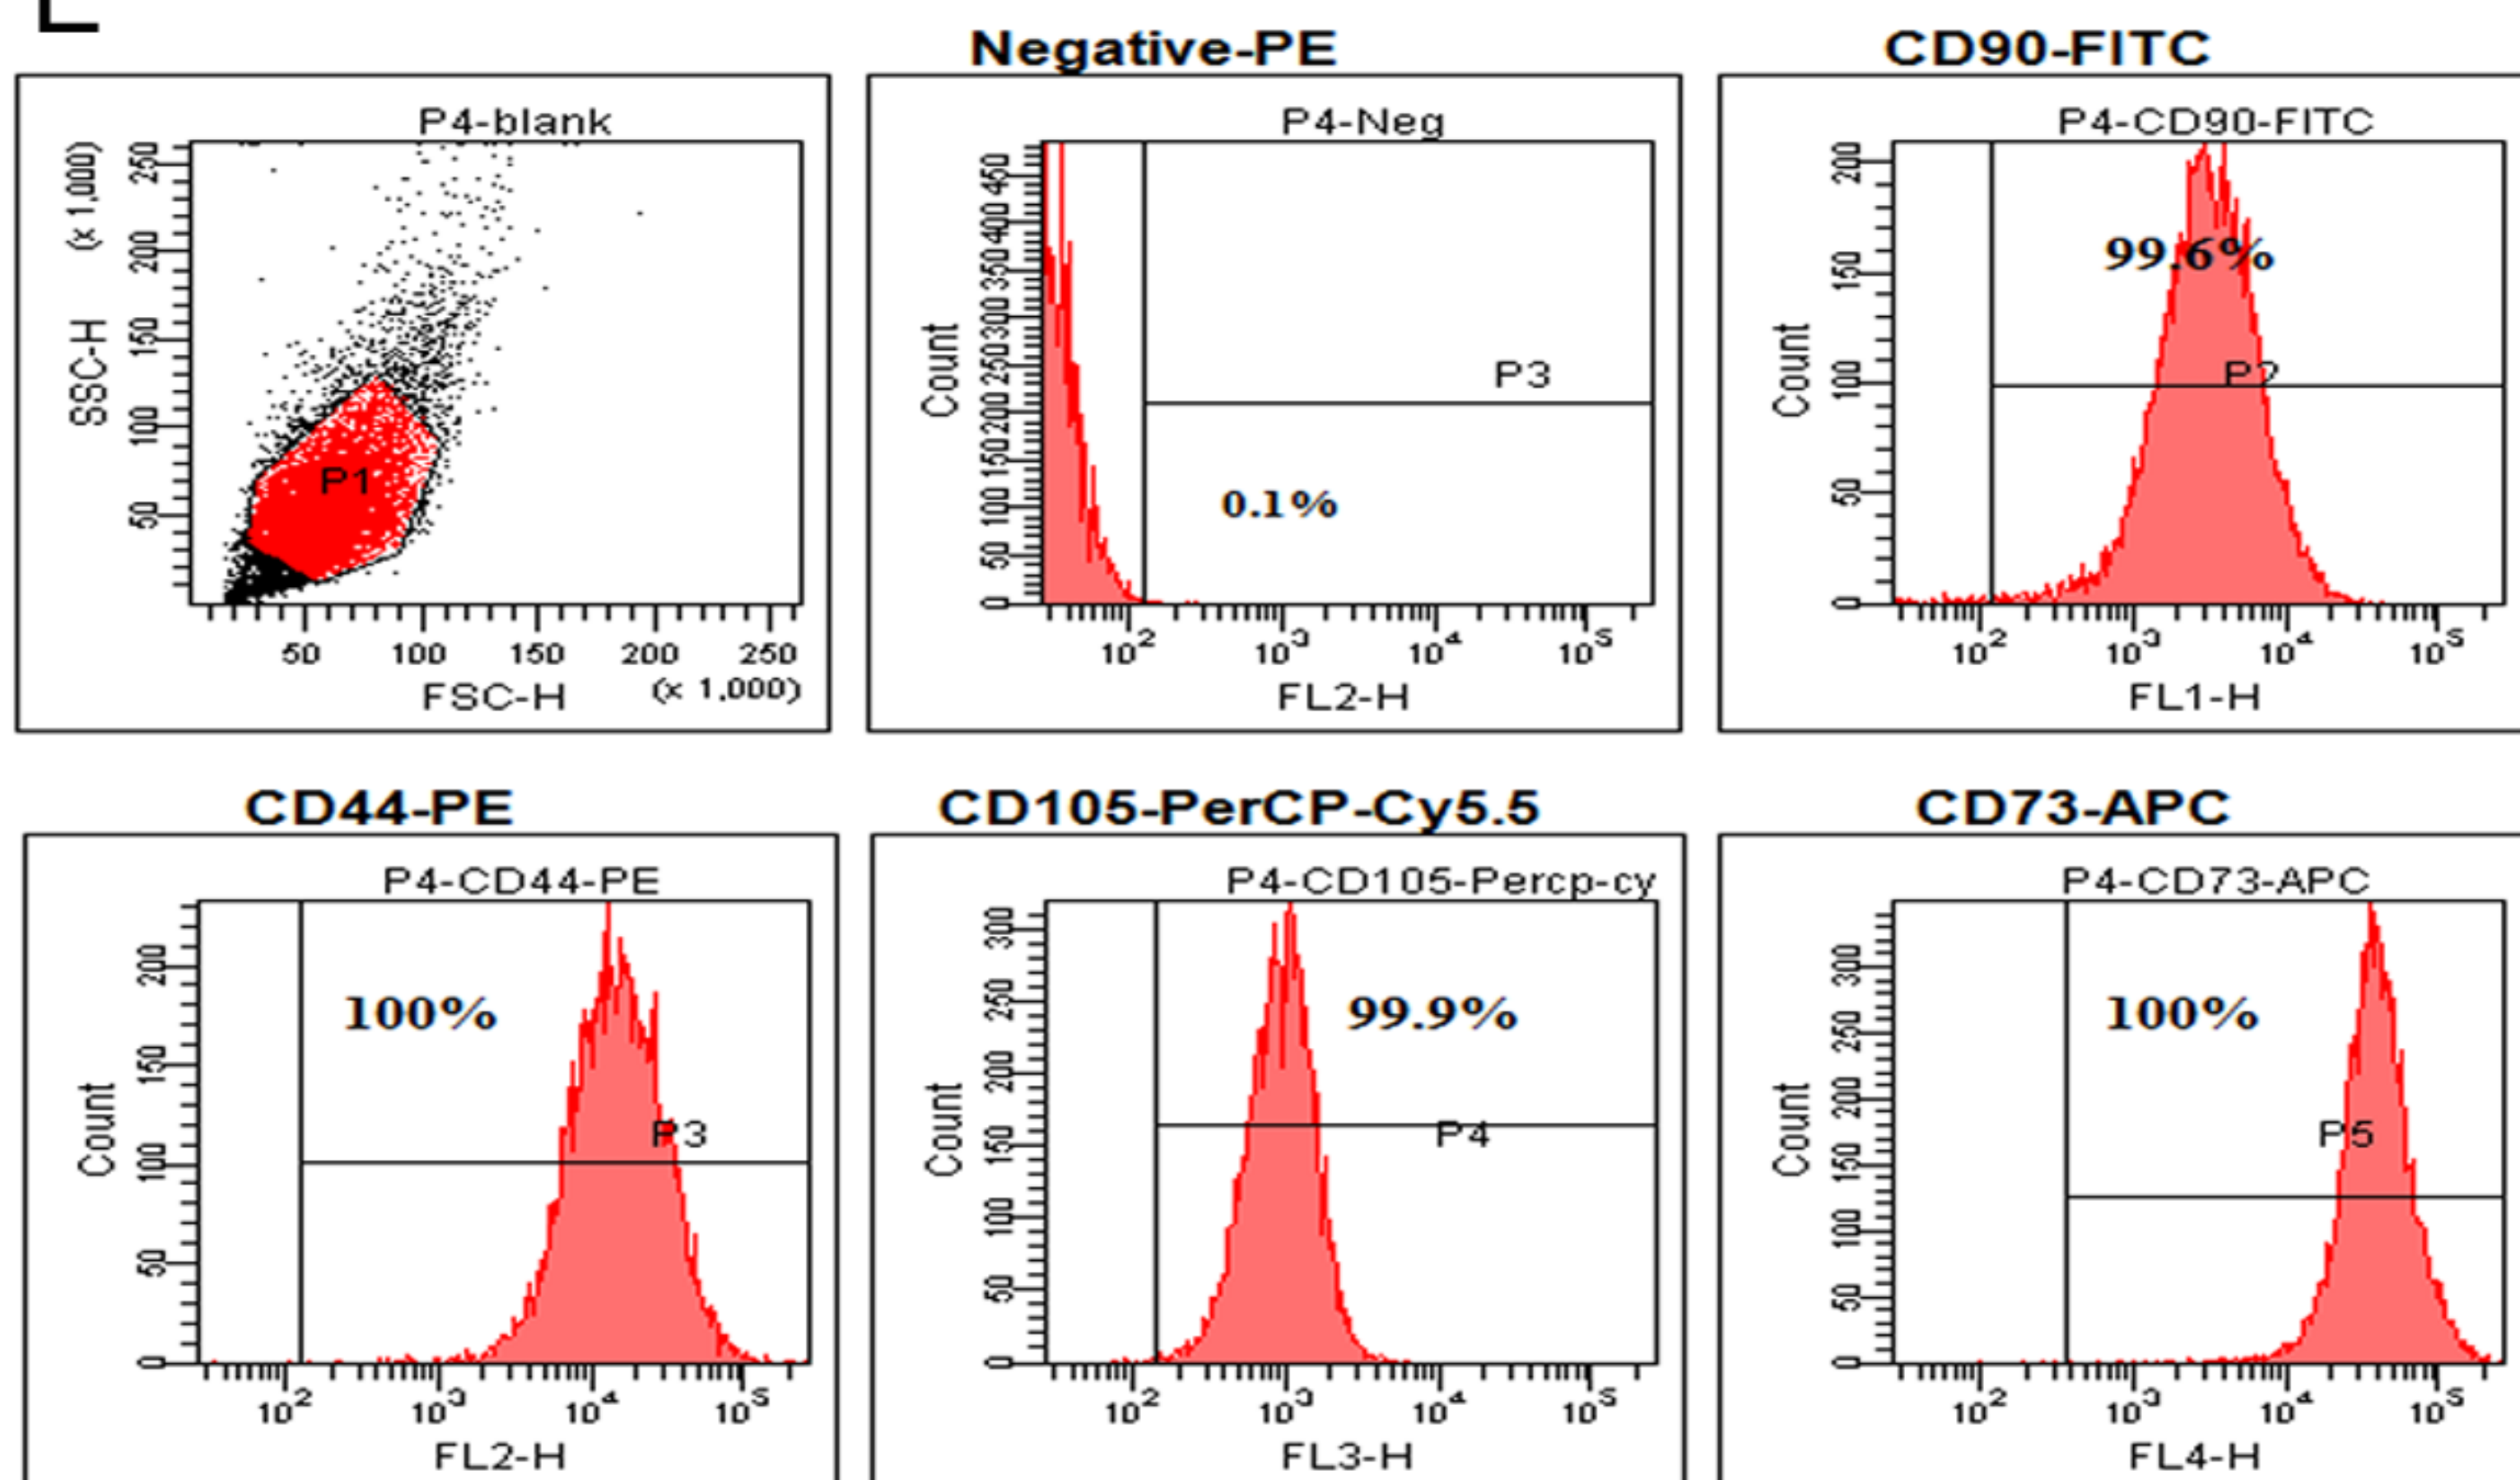 Negative-PE
CD90-FITC
P4-blank
(x 1,000)
SSC-H
250
200
150
100
50
P1
50 100 150 200 250
FSC-H
(x 1,000)
P4-Neg
Count
450
400
350
300
250
200
150
100
50
0
P3
0.1%
10² 10³ 10⁴ 10⁵
FL2-H
P4-CD90-FITC
Count
200
150
100
50
0
99.6%
P2
10² 10³ 10⁴ 10⁵
FL1-H
CD44-PE
CD105-PerCP-Cy5.5
CD73-APC
P4-CD44-PE
Count
200
150
100
50
0
100%
P3
10² 10³ 10⁴ 10⁵
FL2-H
P4-CD105-Percp-cy
Count
300
250
200
150
100
50
0
99.9%
P4
10² 10³ 10⁴ 10⁵
FL3-H
P4-CD73-APC
Count
300
250
200
150
100
50
0
100%
P5
10² 10³ 10⁴ 10⁵
FL4-H